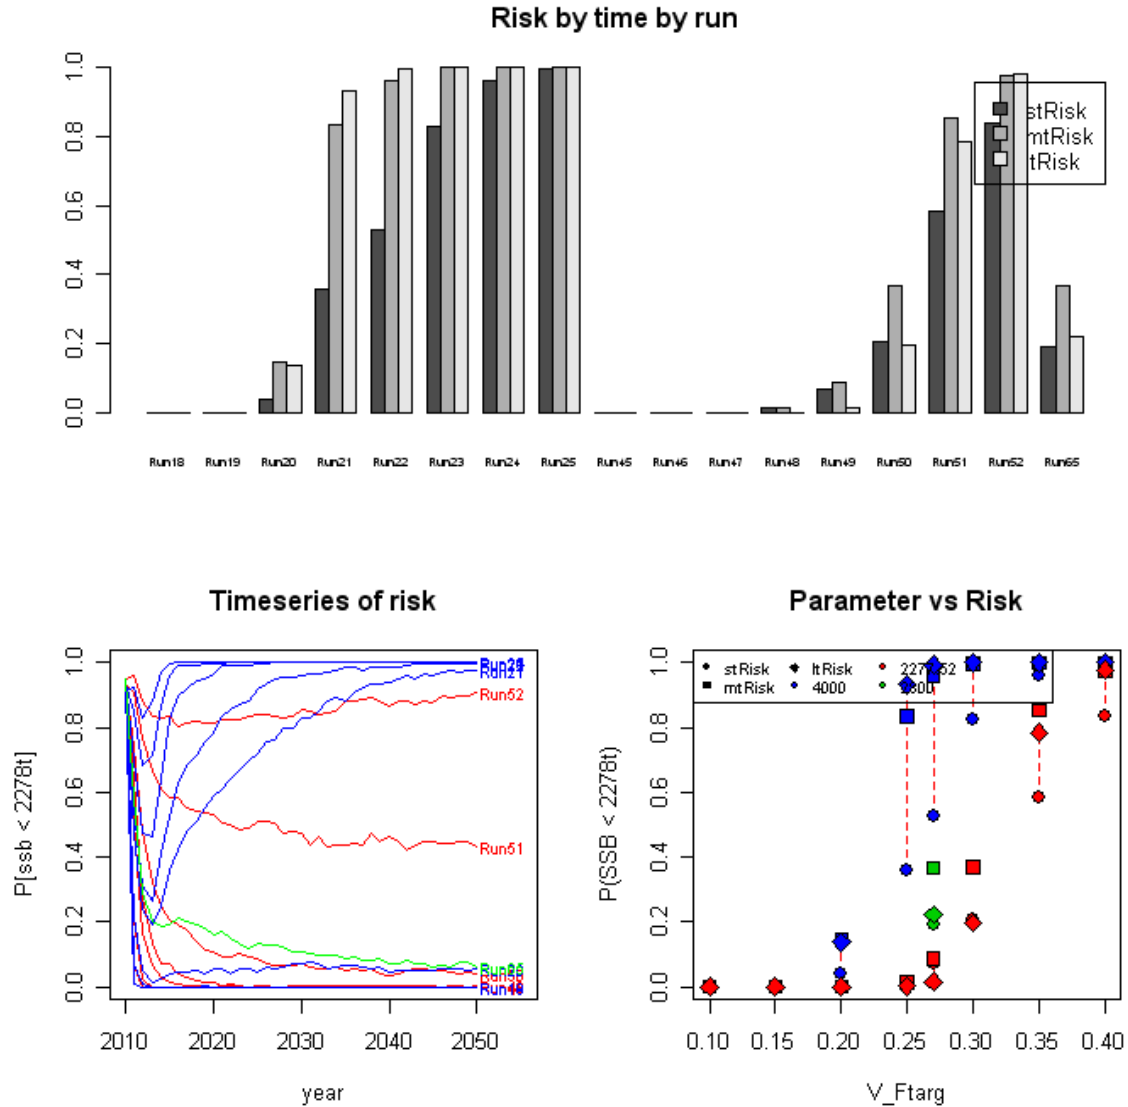 Risk by time by run
1.0
0.8
0.6
0.4
0.2
0.0
stRisk
mtRisk
ltRisk
Run18 Run19 Run20 Run21 Run22 Run23 Run24 Run25 Run45 Run46 Run47 Run48 Run49 Run50 Run51 Run52 Run65
Timeseries of risk
P[ssb < 2278t]
1.0
0.8
0.6
0.4
0.2
0.0
Run21
Run52
Run51
2010 2020 2030 2040 2050
year
Parameter vs Risk
P(SSB < 2278t)
1.0
0.8
0.6
0.4
0.2
0.0
stRisk ltRisk
mtRisk 4000
0.10 0.15 0.20 0.25 0.30 0.35 0.40
V_Ftarg